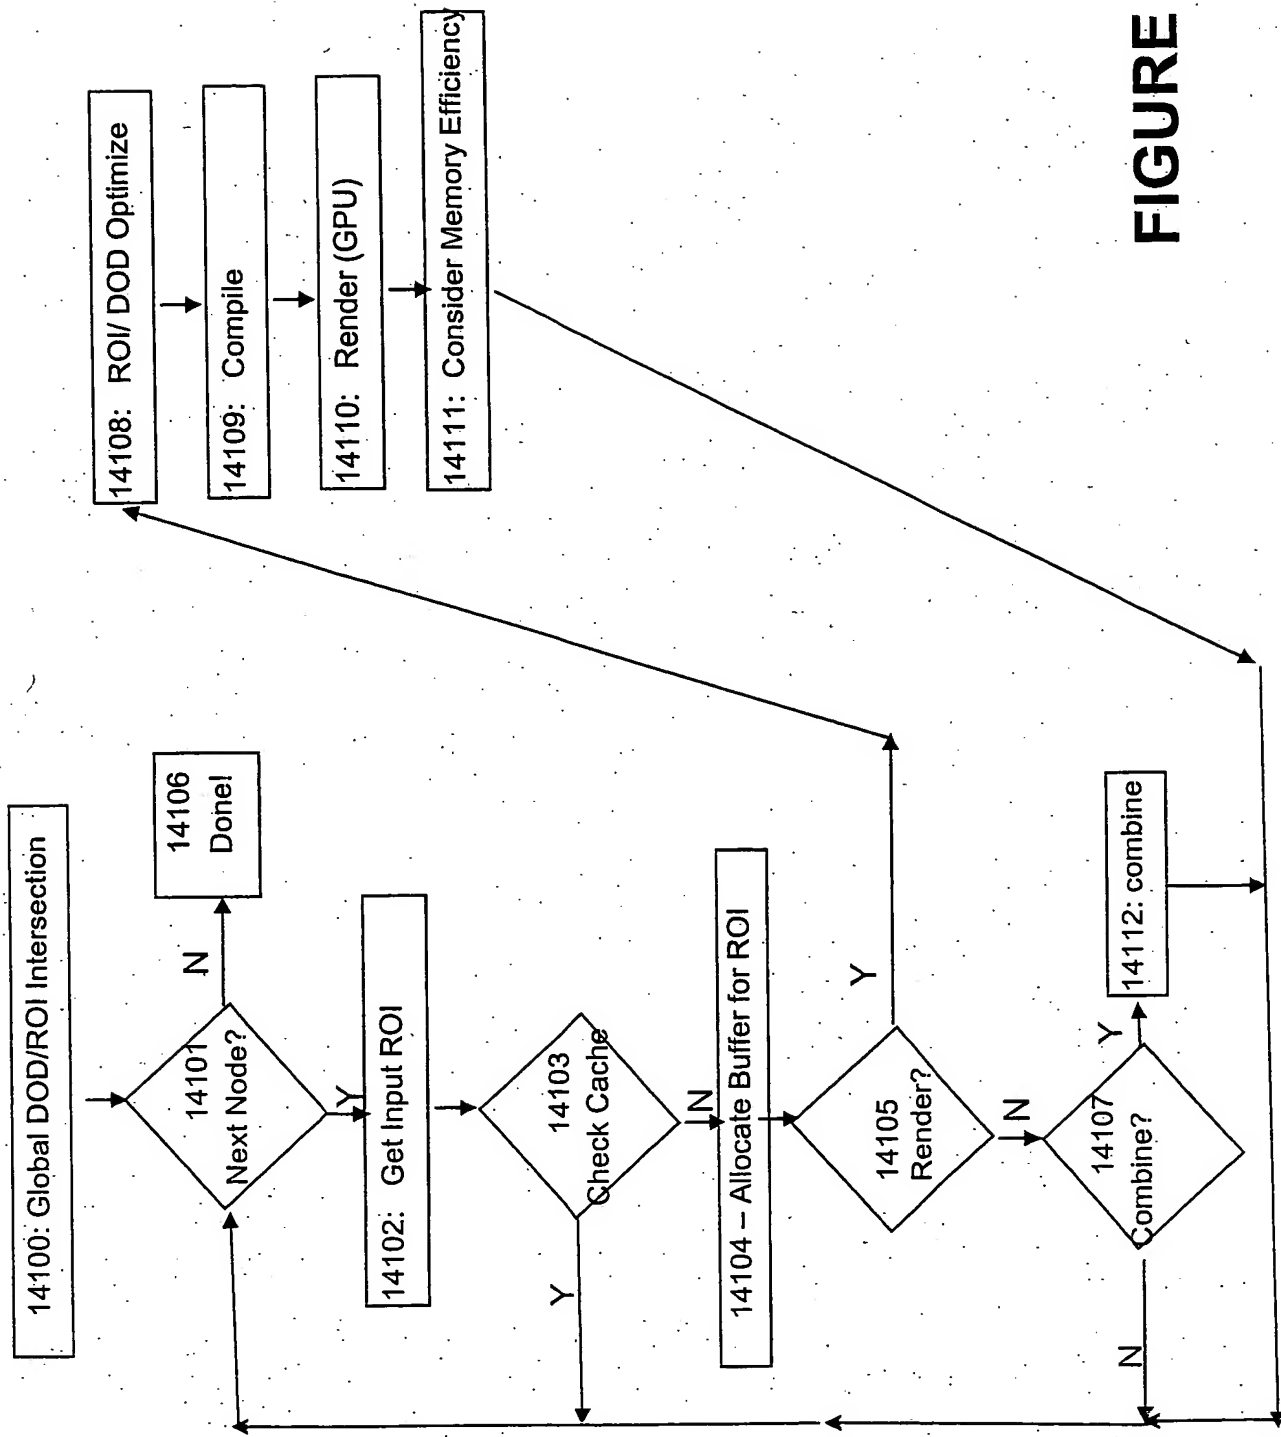 14100: Global DOD/ROI Intersection
14101
Next Node?
N
14106
Done!
Y
14102: Get Input ROI
14103
Check Cache
Y
N
14104 – Allocate Buffer for ROI
14105
Render?
Y
N
14107
Combine?
N
Y
14112: combine
14108: ROI/ DOD Optimize
14109: Compile
14110: Render (GPU)
14111: Consider Memory Efficiency
FIGURE